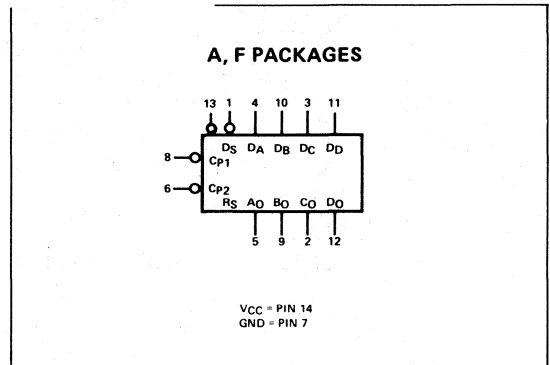 A, F PACKAGES
13 1 4 10 3 11
DS DA DB DC DD
8 CP1
6 CP2
RS AO BO CO DO
5 9 2 12
VCC = PIN 14
GND = PIN 7